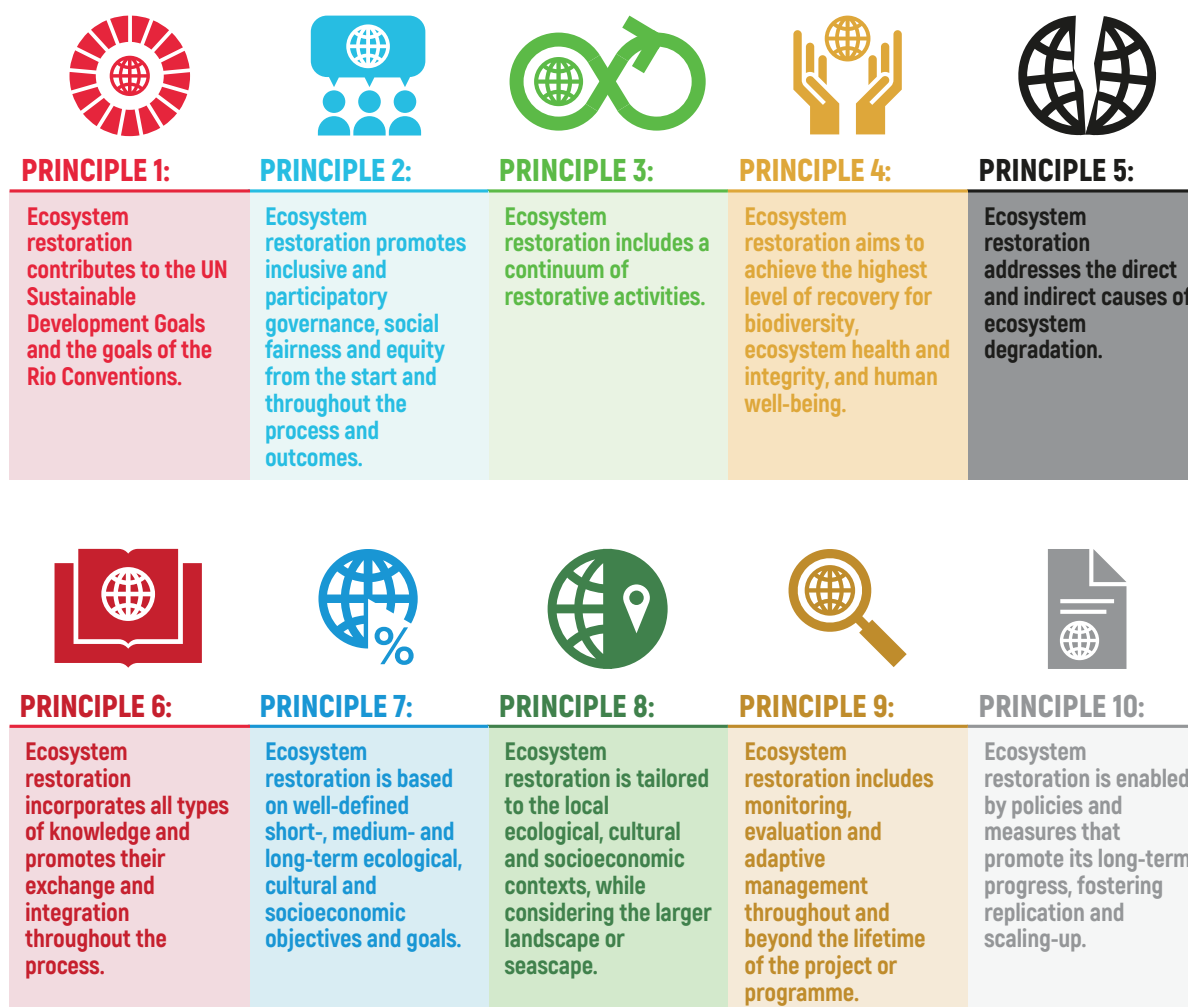 PRINCIPLE 1:
Ecosystem
restoration
contributes to the UN
Sustainable
Development Goals
and the goals of the
Rio Conventions.
PRINCIPLE 2:
Ecosystem
restoration promotes
inclusive and
participatory
governance, social
fairness and equity
from the start and
throughout the
process and
outcomes.
PRINCIPLE 3:
Ecosystem
restoration includes a
continuum of
restorative activities.
PRINCIPLE 4:
Ecosystem
restoration aims to
achieve the highest
level of recovery for
biodiversity,
ecosystem health and
integrity, and human
well-being.
PRINCIPLE 5:
Ecosystem
restoration
addresses the direct
and indirect causes of
ecosystem
degradation.
PRINCIPLE 6:
Ecosystem
restoration
incorporates all types
of knowledge and
promotes their
exchange and
integration
throughout the
process.
PRINCIPLE 7:
Ecosystem
restoration is based
on well-defined
short-, medium- and
long-term ecological,
cultural and
socioeconomic
objectives and goals.
%
PRINCIPLE 8:
Ecosystem
restoration is tailored
to the local
ecological, cultural
and socioeconomic
contexts, while
considering the larger
landscape or
seascape.
PRINCIPLE 9:
Ecosystem
restoration includes
monitoring,
evaluation and
adaptive
management
throughout and
beyond the lifetime
of the project or
programme.
PRINCIPLE 10:
Ecosystem
restoration is enabled
by policies and
measures that
promote its long-term
progress, fostering
replication and
scaling-up.